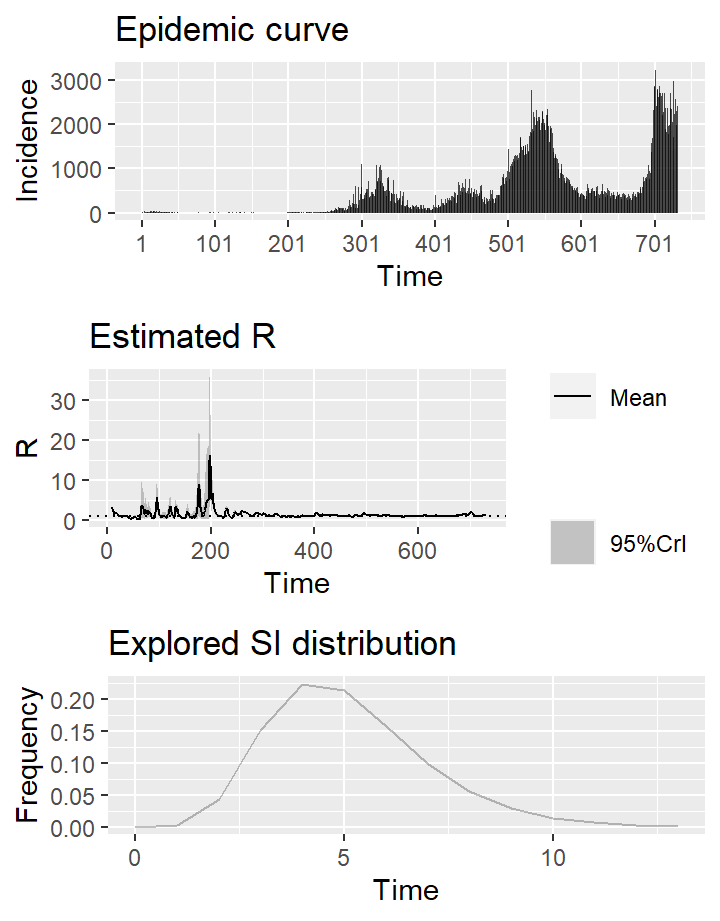 Epidemic curve
Incidence
3000
2000
1000
0
1 101 201 301 401 501 601 701
Time
Estimated R
R
30
20
10
0
0 200 400 600
Time
Mean
95%CrI
Explored SI distribution
Frequency
0.20
0.15
0.10
0.05
0.00
0 5 10
Time